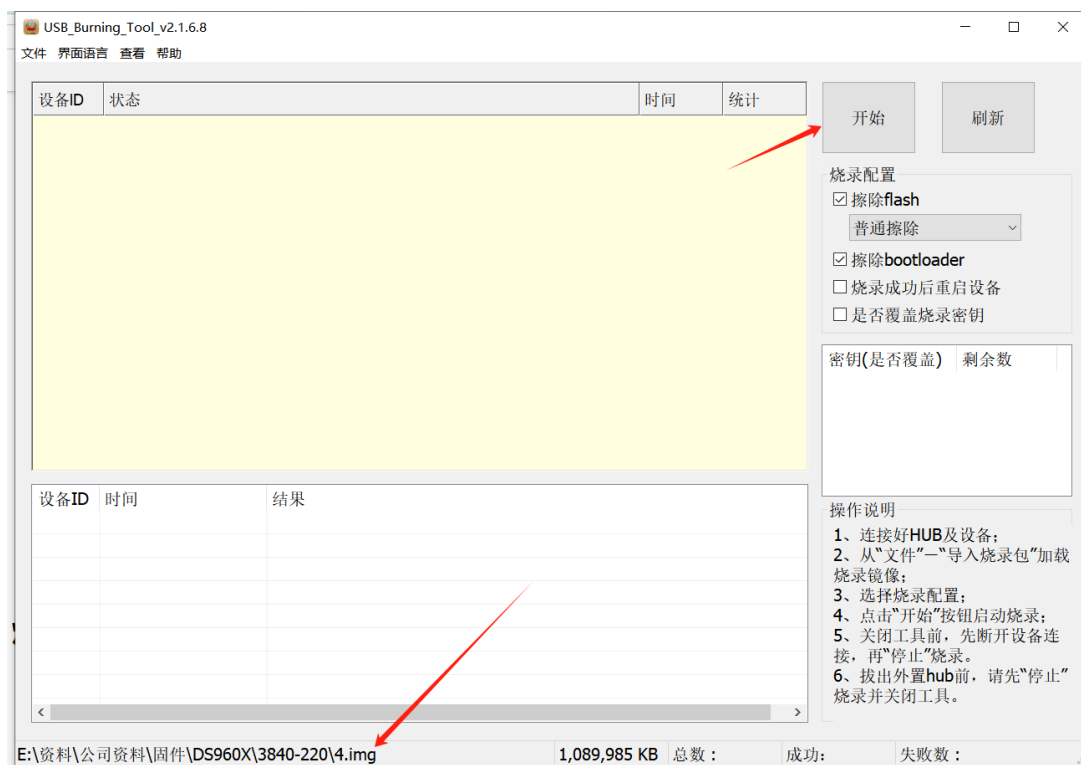 USB_Burning_Tool_v2.1.6.8
文件 界面语言 查看 帮助
设备ID 状态 时间 统计
开始 刷新
烧录配置
擦除flash
普通擦除
擦除bootloader
烧录成功后重启设备
是否覆盖烧录密钥
密钥(是否覆盖) 剩余数
设备ID 时间 结果
操作说明
1、连接好HUB及设备;
2、从“文件”—“导入烧录包”加载
烧录镜像;
3、选择烧录配置;
4、点击“开始”按钮启动烧录;
5、关闭工具前，先断开设备连
接，再“停止”烧录。
6、拔出外置hub前，请先“停止”
烧录并关闭工具。
E:\资料\公司资料\固件\DS960X\3840-220\4.img 1,089,985 KB 总数： 成功: 失败数：